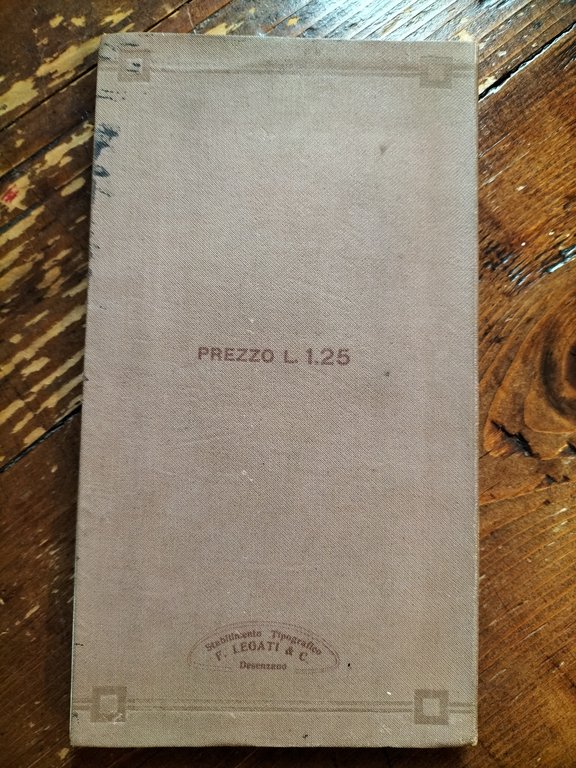 PREZZO L. 1.25
Stabilimento Tipografico
F. LEGATI & C.
DESENZANO